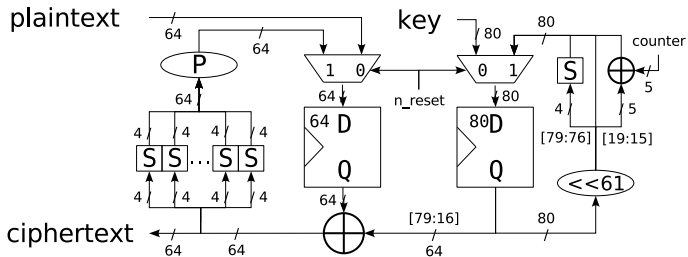 plaintext 64 64 key 80 80 counter
P 1 0 0 1 S 5
64 64 n_reset 80 4 5
4 4 4 4 64 D 80 D [79:76] [19:15]
S S ... S S
4 4 4 4 Q Q <<61
64
ciphertext 64 64 [79:16] 64 80